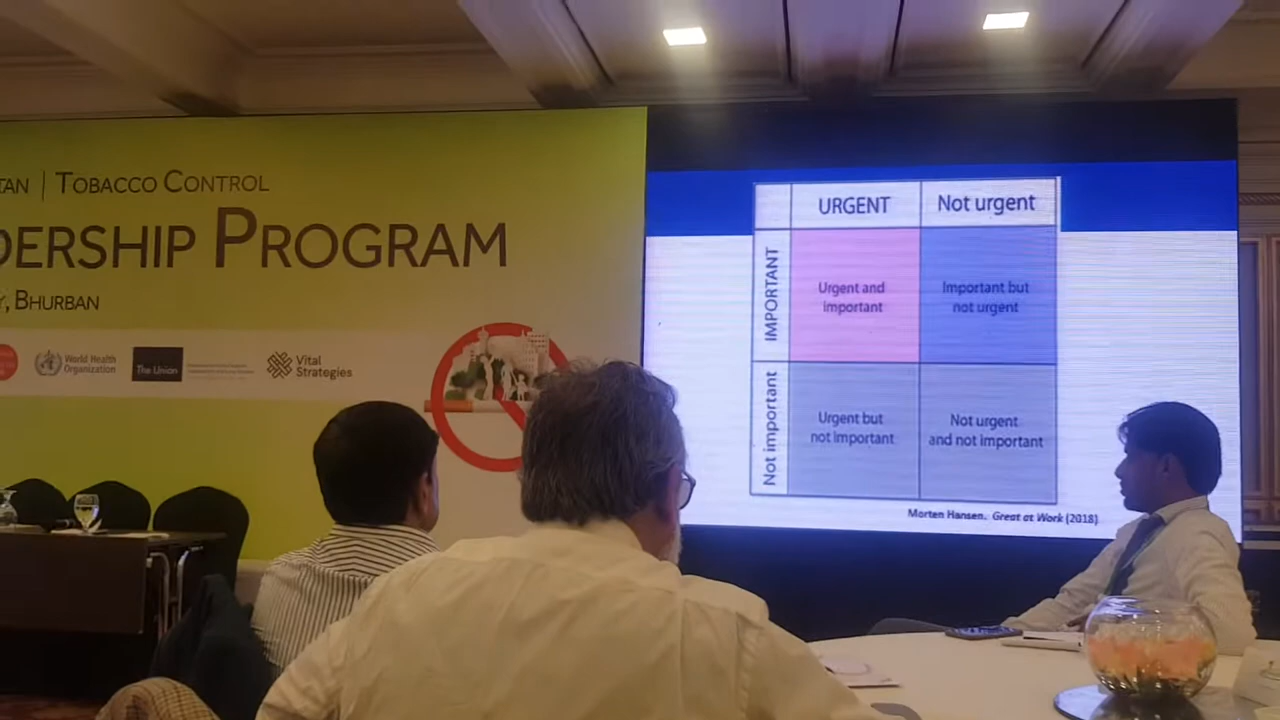 TAN | TOBACCO CONTROL
DERSHIP PROGRAM
Y, BHURBAN
World Health
Organization
The Union
Vital
Strategies
URGENT
Not urgent
IMPORTANT
Urgent and
important
Important but
not urgent
Not important
Urgent but
not important
Not urgent
and not important
Morten Hansen. Great at Work (2018)